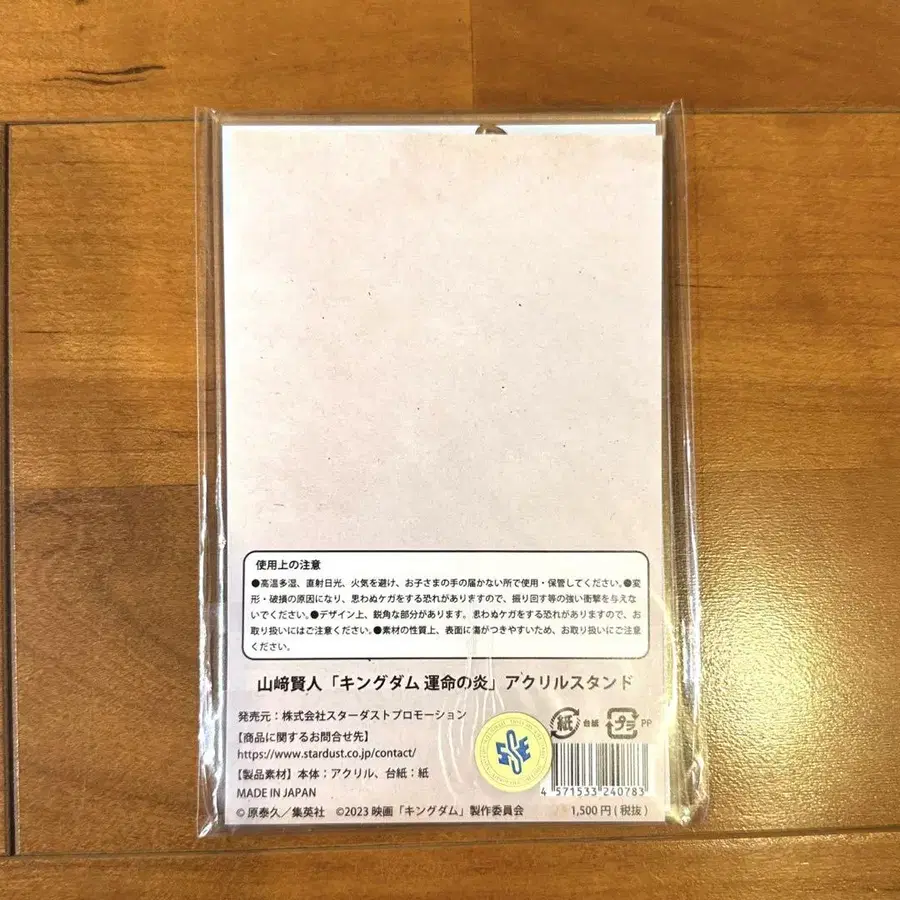 使用上の注意
●高温多湿、直射日光、火気を避け、お子さまの手の届かない所で使用・保管してください。●変
形・破損の原因になり、思わぬケガをする恐れがありますので、振り回す等の強い衝撃を与えな
いでください。●デザイン上、鋭角な部分があります。思わぬケガをする恐れがありますので、お
取り扱いにはご注意ください。●素材の性質上、表面に傷がつきやすいため、お取り扱いにご注意
ください。
山﨑賢人「キングダム 運命の炎」アクリルスタンド
発売元：株式会社スターダストプロモーション
【商品に関するお問合せ先】
https://www.stardust.co.jp/contact/
【製品素材】本体；アクリル、台紙：紙
MADE IN JAPAN
© 原泰久／集英社 ©2023 映画「キングダム」製作委員会
紙 台紙 プラ PP
4 571533 240783
1,500 円 ( 税抜 )